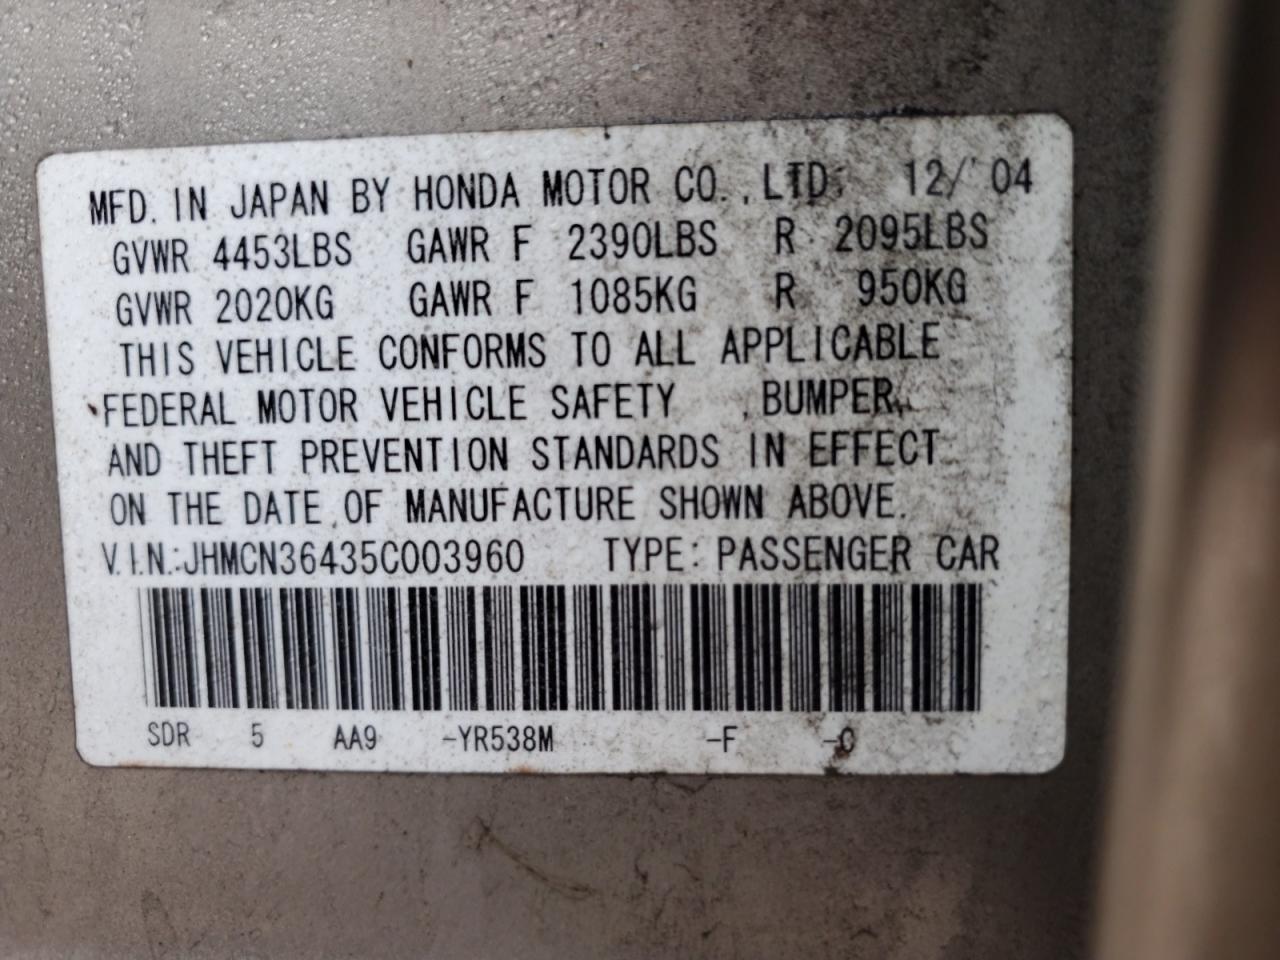 MFD. IN JAPAN BY HONDA MOTOR CO., LTD. 12/'04
GVWR 4453LBS GAWR F 2390LBS R 2095LBS
GVWR 2020KG GAWR F 1085KG R 950KG
THIS VEHICLE CONFORMS TO ALL APPLICABLE
FEDERAL MOTOR VEHICLE SAFETY , BUMPER,
AND THEFT PREVENTION STANDARDS IN EFFECT
ON THE DATE OF MANUFACTURE SHOWN ABOVE.
V.I.N.:JHMCN36435C003960 TYPE: PASSENGER CAR
SDR 5 AA9 -YR538M -F -0